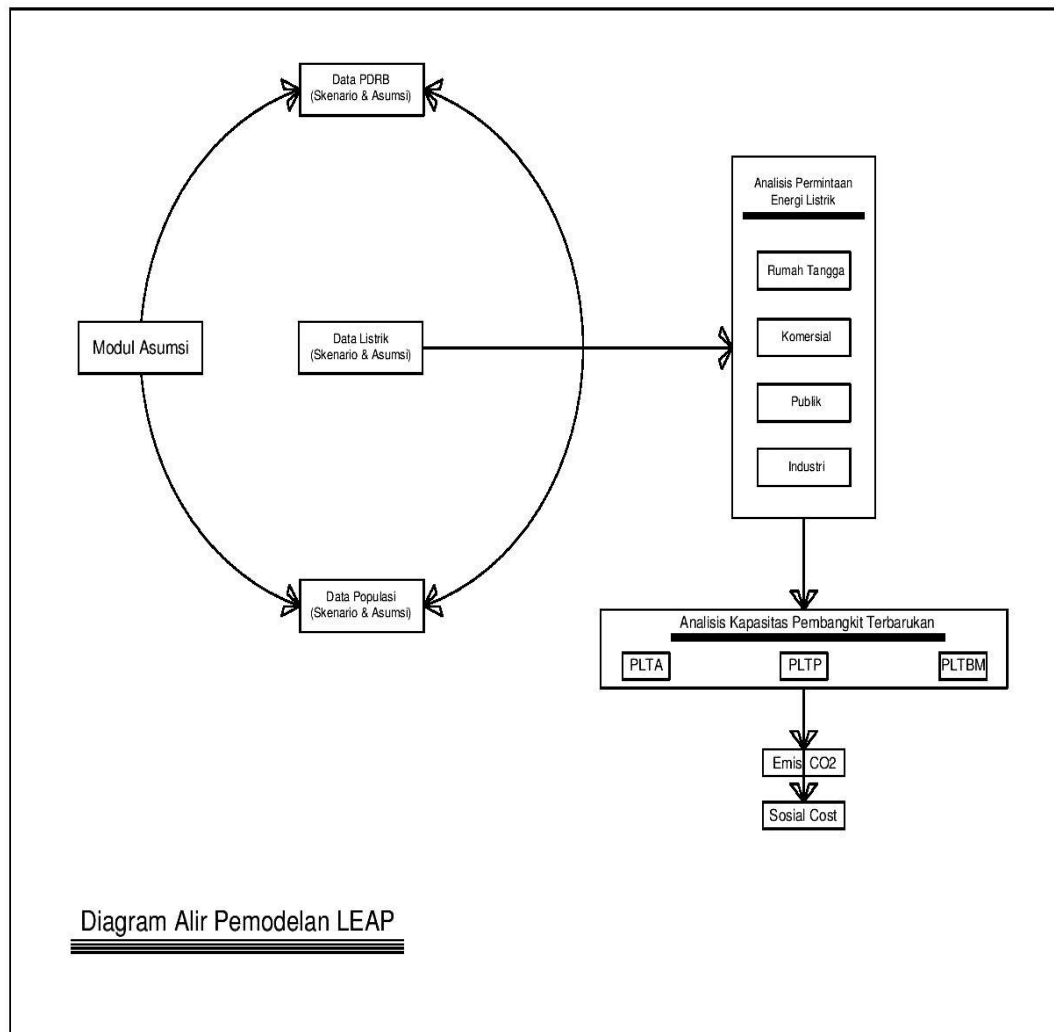 Data PDRB
(Skenario & Asumsi)
Modul Asumsi
Data Listrik
(Skenario & Asumsi)
Data Populasi
(Skenario & Asumsi)
Analisis Permintaan
Energi Listrik
Rumah Tangga
Komersial
Publik
Industri
Analisis Kapasitas Pembangkit Terbarukan
PLTA
PLTP
PLTBM
Emisi CO2
Sosial Cost
Diagram Alir Pemodelan LEAP